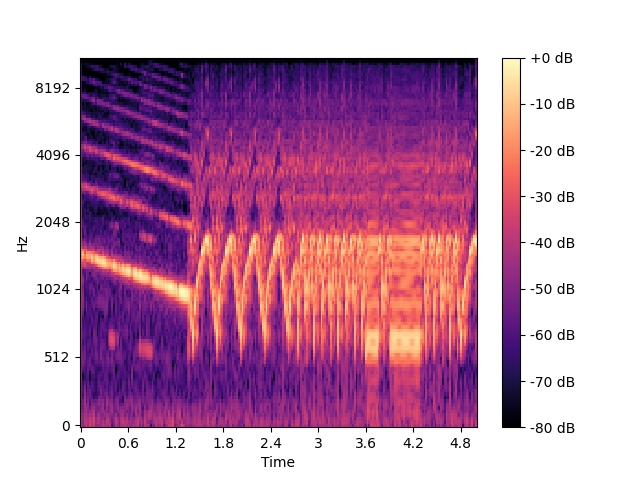 8192
4096
2048
1024
512
0
Hz
0 0.6 1.2 1.8 2.4 3 3.6 4.2 4.8
Time
+0 dB
-10 dB
-20 dB
-30 dB
-40 dB
-50 dB
-60 dB
-70 dB
-80 dB